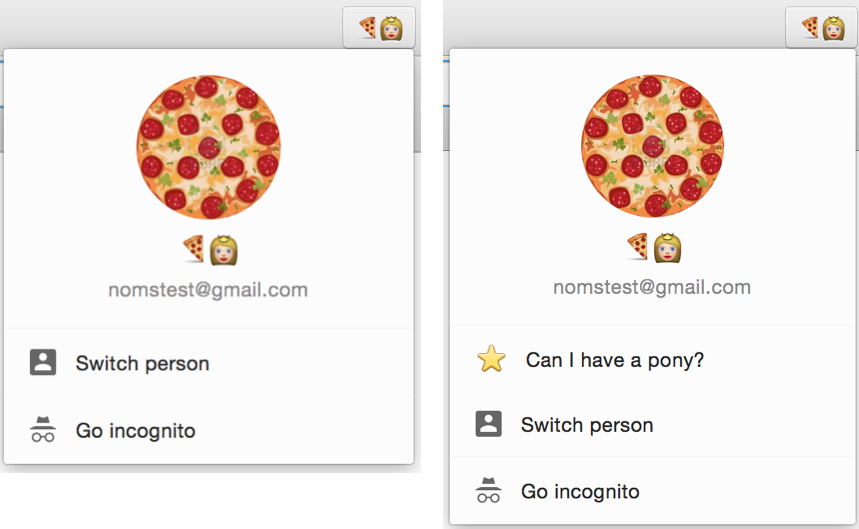 🍕👸
🍕👸
nomstest@gmail.com
Switch person
Go incognito
🍕👸
🍕👸
nomstest@gmail.com
Can I have a pony?
Switch person
Go incognito